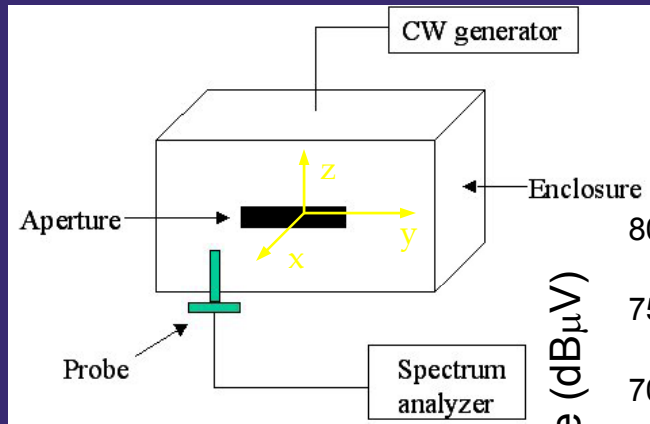 CW generator
z
Enclosure
Aperture
y
x
80
75
70
(dBμV)
Probe
Spectrum
analyzer